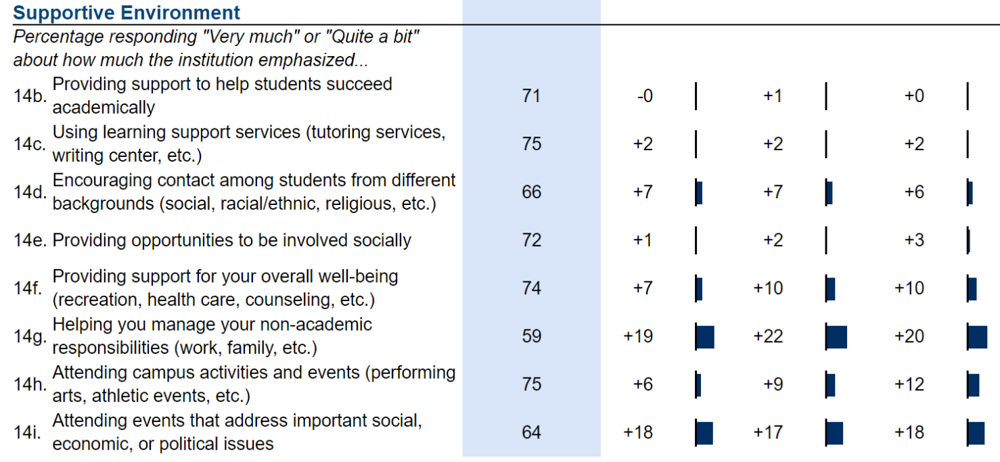 Supportive Environment
Percentage responding "Very much" or "Quite a bit"
about how much the institution emphasized...
14b. Providing support to help students succeed
academically 71 -0 +1 +0
14c. Using learning support services (tutoring services,
writing center, etc.) 75 +2 +2 +2
14d. Encouraging contact among students from different
backgrounds (social, racial/ethnic, religious, etc.) 66 +7 +7 +6
14e. Providing opportunities to be involved socially 72 +1 +2 +3
14f. Providing support for your overall well-being
(recreation, health care, counseling, etc.) 74 +7 +10 +10
14g. Helping you manage your non-academic
responsibilities (work, family, etc.) 59 +19 +22 +20
14h. Attending campus activities and events (performing
arts, athletic events, etc.) 75 +6 +9 +12
14i. Attending events that address important social,
economic, or political issues 64 +18 +17 +18